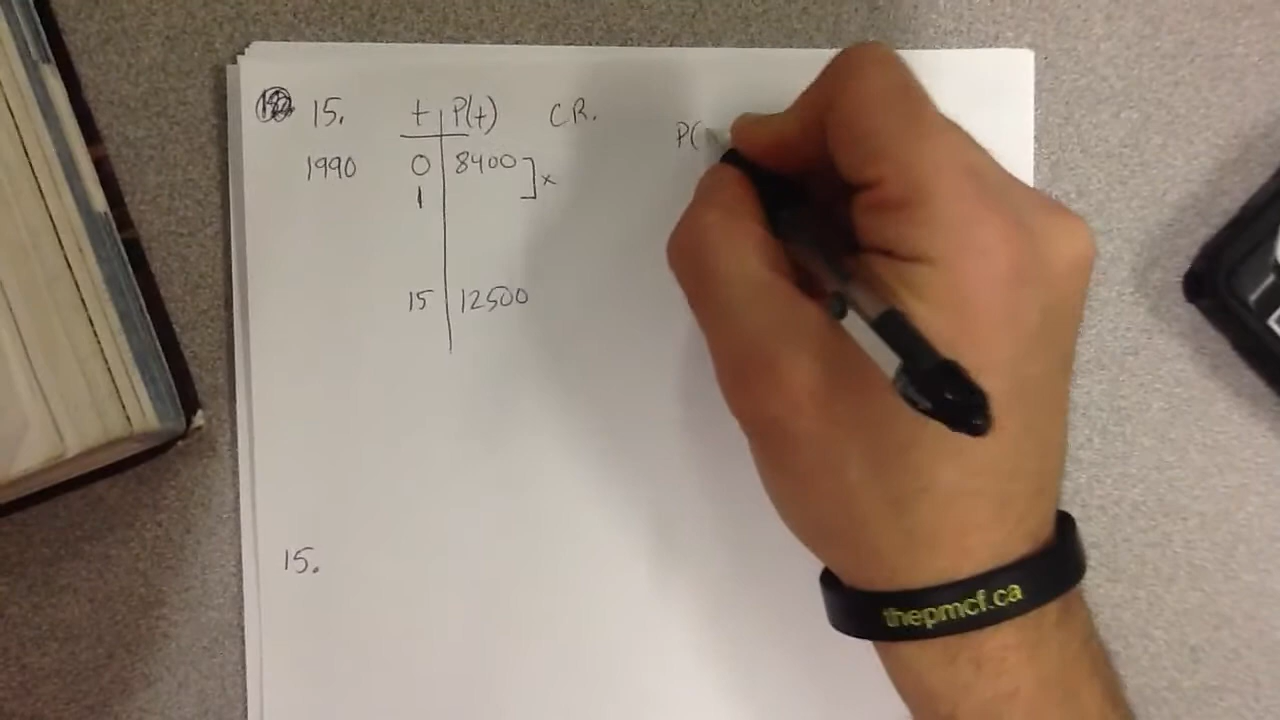 15. t P(t) C.R. P(
1990 0 8400 ] x
1
15 12500
15.
thepmcf.ca